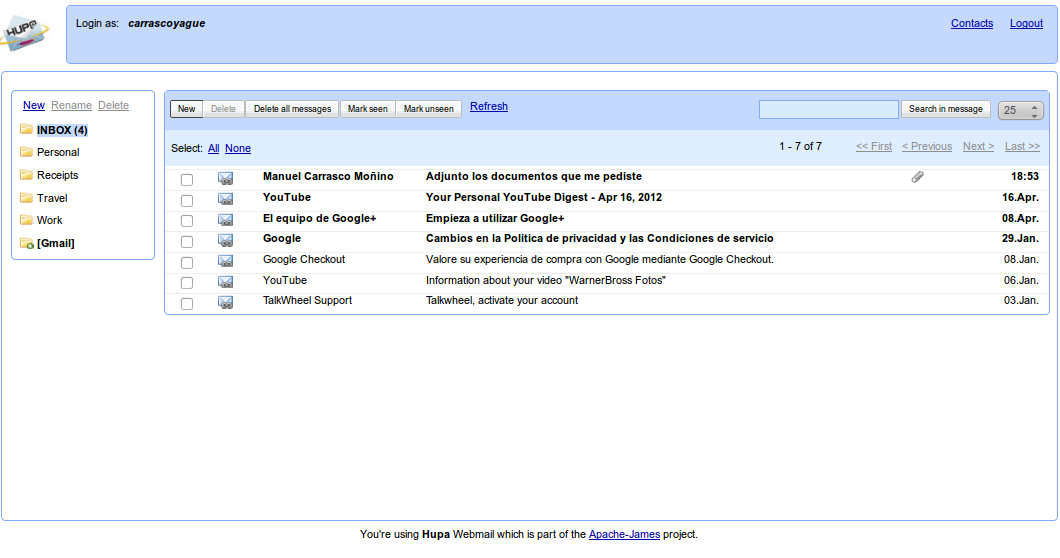 HUP@
Login as: carrascoyague
Contacts Logout
New Rename Delete
INBOX (4)
Personal
Receipts
Travel
Work
[Gmail]
New Delete Delete all messages Mark seen Mark unseen Refresh Search in message 25
Select: All None 1 - 7 of 7 << First < Previous Next > Last >>
Manuel Carrasco Moñino Adjunto los documentos que me pediste 18:53
YouTube Your Personal YouTube Digest - Apr 16, 2012 16.Apr.
El equipo de Google+ Empieza a utilizar Google+ 08.Apr.
Google Cambios en la Política de privacidad y las Condiciones de servicio 29.Jan.
Google Checkout Valore su experiencia de compra con Google mediante Google Checkout. 08.Jan.
YouTube Information about your video "WarnerBross Fotos" 06.Jan.
TalkWheel Support Talkwheel, activate your account 03.Jan.
You're using Hupa Webmail which is part of the Apache-James project.